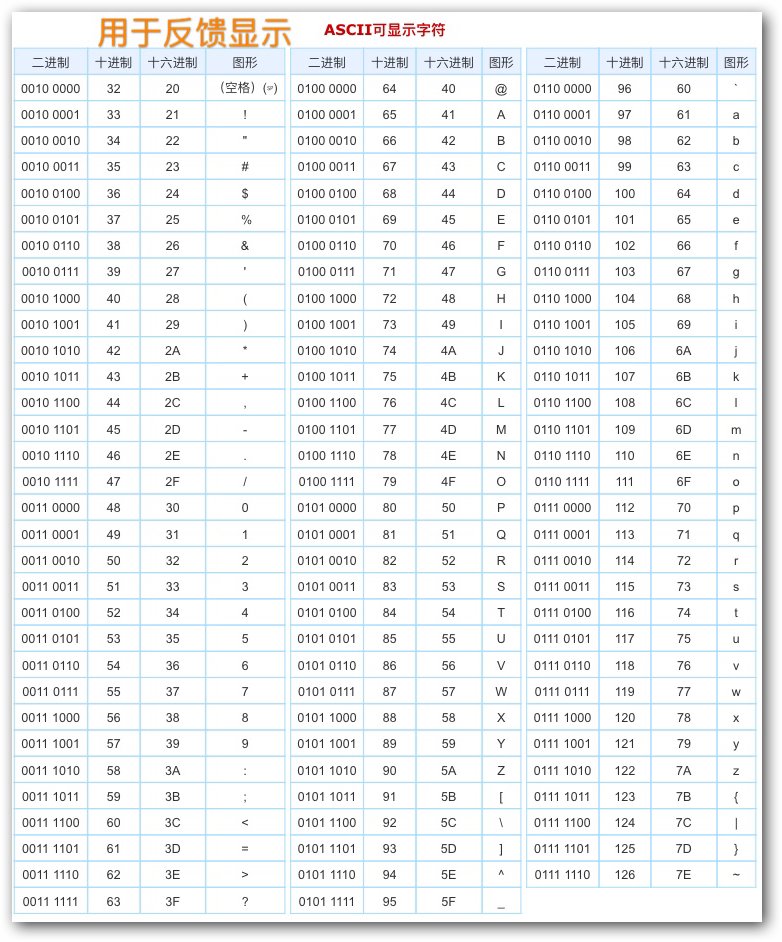 用于反馈显示 ASCII可显示字符
二进制 十进制 十六进制 图形 二进制 十进制 十六进制 图形 二进制 十进制 十六进制 图形
0010 0000 32 20 (空格) (␠) 0100 0000 64 40 @ 0110 0000 96 60 `
0010 0001 33 21 ! 0100 0001 65 41 A 0110 0001 97 61 a
0010 0010 34 22 " 0100 0010 66 42 B 0110 0010 98 62 b
0010 0011 35 23 # 0100 0011 67 43 C 0110 0011 99 63 c
0010 0100 36 24 $ 0100 0100 68 44 D 0110 0100 100 64 d
0010 0101 37 25 % 0100 0101 69 45 E 0110 0101 101 65 e
0010 0110 38 26 & 0100 0110 70 46 F 0110 0110 102 66 f
0010 0111 39 27 ' 0100 0111 71 47 G 0110 0111 103 67 g
0010 1000 40 28 ( 0100 1000 72 48 H 0110 1000 104 68 h
0010 1001 41 29 ) 0100 1001 73 49 I 0110 1001 105 69 i
0010 1010 42 2A * 0100 1010 74 4A J 0110 1010 106 6A j
0010 1011 43 2B + 0100 1011 75 4B K 0110 1011 107 6B k
0010 1100 44 2C , 0100 1100 76 4C L 0110 1100 108 6C l
0010 1101 45 2D - 0100 1101 77 4D M 0110 1101 109 6D m
0010 1110 46 2E . 0100 1110 78 4E N 0110 1110 110 6E n
0010 1111 47 2F / 0100 1111 79 4F O 0110 1111 111 6F o
0011 0000 48 30 0 0101 0000 80 50 P 0111 0000 112 70 p
0011 0001 49 31 1 0101 0001 81 51 Q 0111 0001 113 71 q
0011 0010 50 32 2 0101 0010 82 52 R 0111 0010 114 72 r
0011 0011 51 33 3 0101 0011 83 53 S 0111 0011 115 73 s
0011 0100 52 34 4 0101 0100 84 54 T 0111 0100 116 74 t
0011 0101 53 35 5 0101 0101 85 55 U 0111 0101 117 75 u
0011 0110 54 36 6 0101 0110 86 56 V 0111 0110 118 76 v
0011 0111 55 37 7 0101 0111 87 57 W 0111 0111 119 77 w
0011 1000 56 38 8 0101 1000 88 58 X 0111 1000 120 78 x
0011 1001 57 39 9 0101 1001 89 59 Y 0111 1001 121 79 y
0011 1010 58 3A : 0101 1010 90 5A Z 0111 1010 122 7A z
0011 1011 59 3B ; 0101 1011 91 5B [ 0111 1011 123 7B {
0011 1100 60 3C < 0101 1100 92 5C \ 0111 1100 124 7C |
0011 1101 61 3D = 0101 1101 93 5D ] 0111 1101 125 7D }
0011 1110 62 3E > 0101 1110 94 5E ^ 0111 1110 126 7E ~
0011 1111 63 3F ? 0101 1111 95 5F _